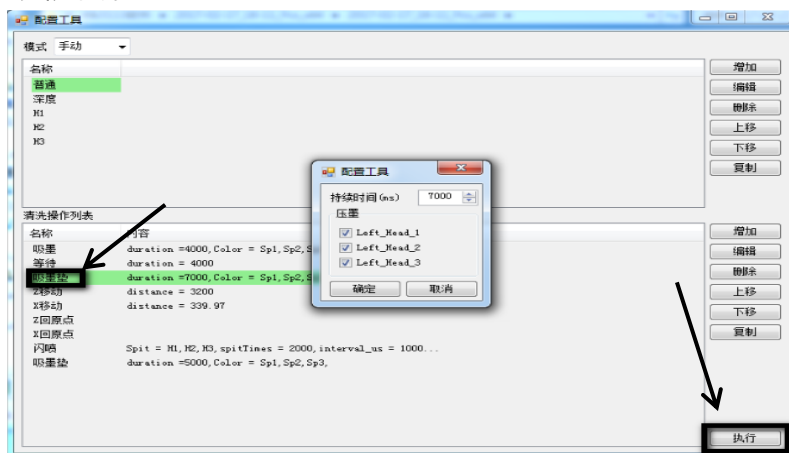 配置工具
模式 手动
名称
普通
深度
H1
H2
H3
增加
编辑
删除
上移
下移
复制
配置工具
持续时间(ms) 7000
压墨
Left_Head_1
Left_Head_2
Left_Head_3
确定 取消
清洗操作列表
名称 内容
吸墨 duration =4000,Color = Sp1,Sp2,S
等待 duration = 4000
吸墨垫 duration =7000,Color = Sp1,Sp2,S
Z移动 distance = 3200
X移动 distance = 339.97
Z回原点
X回原点
闪喷 Spit = H1,H2,H3,spitTimes = 2000,interval_us = 1000...
吸墨垫 duration =5000,Color = Sp1,Sp2,Sp3,
增加
编辑
删除
上移
下移
复制
执行